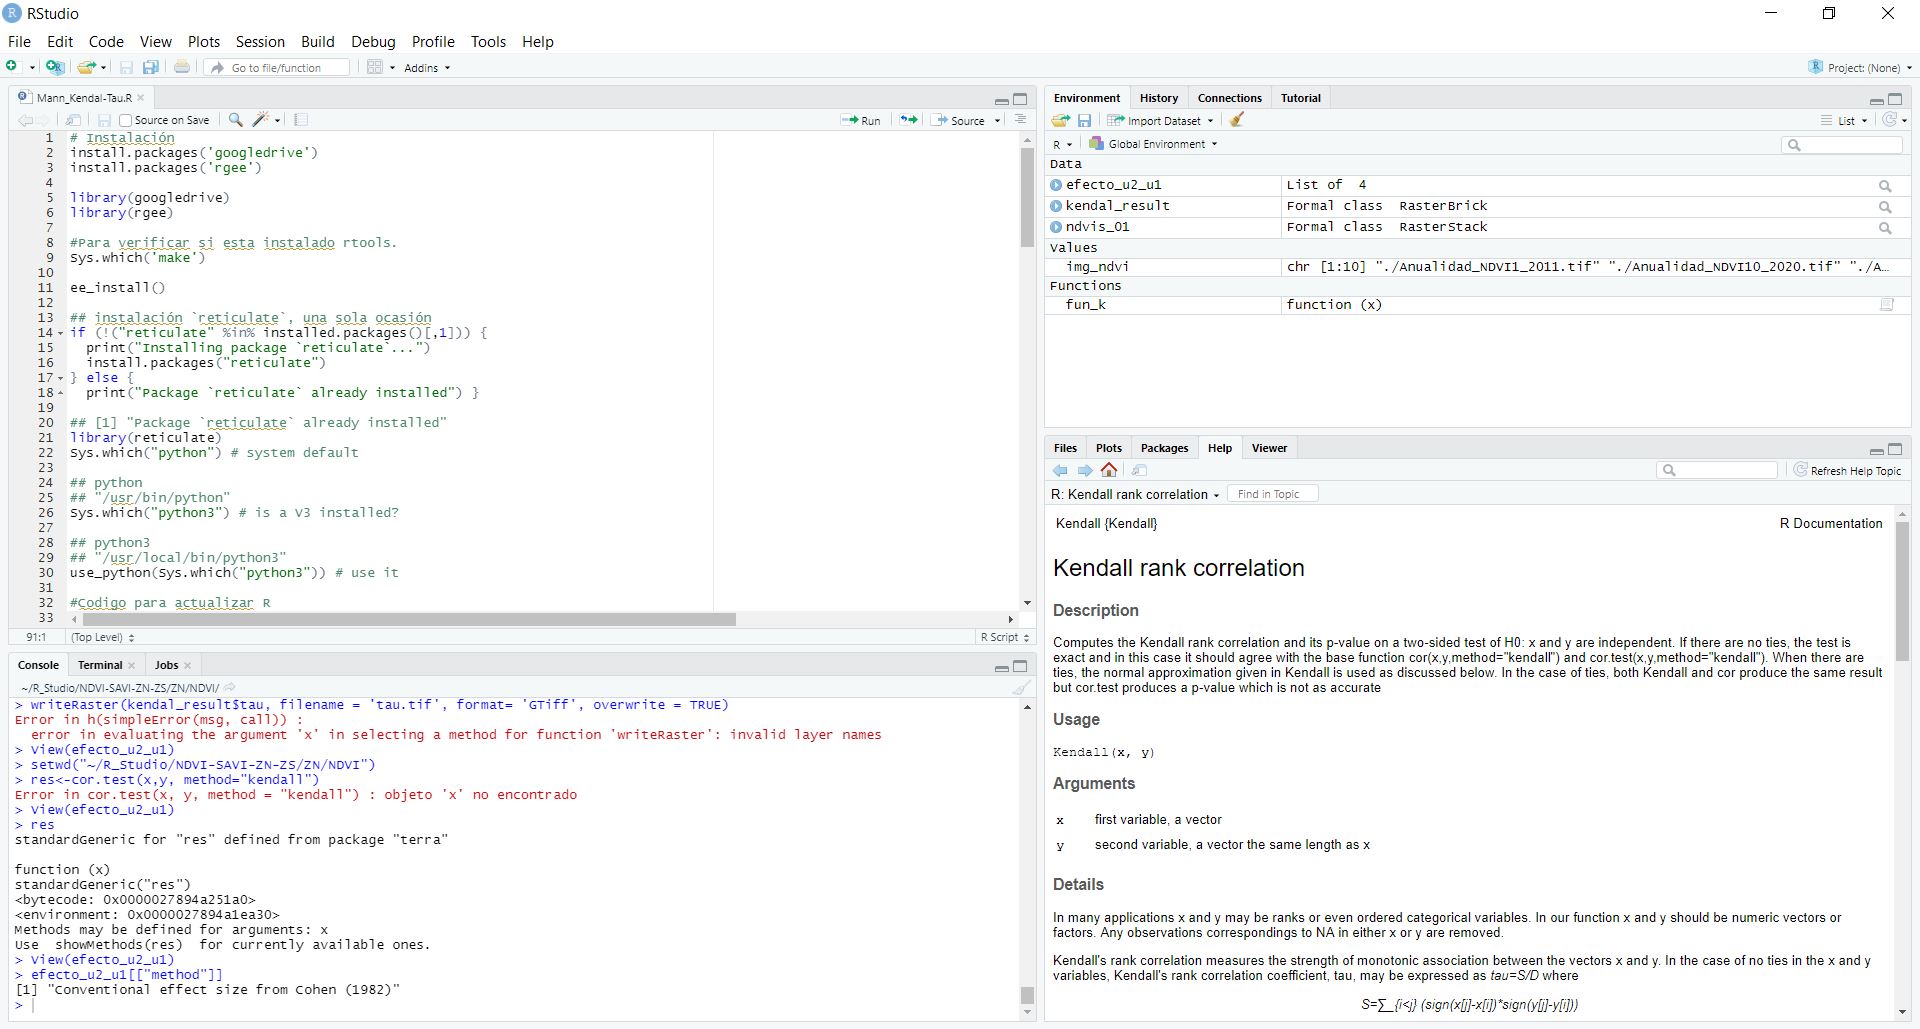 RStudio
File Edit Code View Plots Session Build Debug Profile Tools Help
Go to file/function Addins Project: (None)
Mann_Kendal-Tau.R
Source on Save Run Source
1 # Instalación
2 install.packages('googledrive')
3 install.packages('rgee')
4
5 library(googledrive)
6 library(rgee)
7
8 #Para verificar si esta instalado rtools.
9 Sys.which('make')
10
11 ee_install()
12
13 ## instalación `reticulate`, una sola ocasión
14 if (!("reticulate" %in% installed.packages()[,1])) {
15 print("Installing package `reticulate`...")
16 install.packages("reticulate")
17 } else {
18 print("Package `reticulate` already installed") }
19
20 ## [1] "Package `reticulate` already installed"
21 library(reticulate)
22 Sys.which("python") # system default
23
24 ## python
25 ## "/usr/bin/python"
26 Sys.which("python3") # is a V3 installed?
27
28 ## python3
29 ## "/usr/local/bin/python3"
30 use_python(Sys.which("python3")) # use it
31
32 #Codigo para actualizar R
33
91:1 (Top Level) R Script
Console Terminal Jobs
~/R_Studio/NDVI-SAVI-ZN-ZS/ZN/NDVI/
> writeRaster(kendal_result$tau, filename = 'tau.tif', format= 'GTiff', overwrite = TRUE)
Error in h(simpleError(msg, call)) :
error in evaluating the argument 'x' in selecting a method for function 'writeRaster': invalid layer names
> View(efecto_u2_u1)
> setwd("~/R_Studio/NDVI-SAVI-ZN-ZS/ZN/NDVI")
> res<-cor.test(x,y, method="kendall")
Error in cor.test(x, y, method = "kendall") : objeto 'x' no encontrado
> View(efecto_u2_u1)
> res
standardGeneric for "res" defined from package "terra"
function (x)
standardGeneric("res")
<bytecode: 0x0000027894a251a0>
<environment: 0x0000027894a1ea30>
Methods may be defined for arguments: x
Use showMethods(res) for currently available ones.
> View(efecto_u2_u1)
> efecto_u2_u1[["method"]]
[1] "Conventional effect size from Cohen (1982)"
>
Environment History Connections Tutorial
Import Dataset List
R Global Environment
Data
efecto_u2_u1 List of 4
kendal_result Formal class RasterBrick
ndvis_01 Formal class RasterStack
Values
img_ndvi chr [1:10] "./Anualidad_NDVI1_2011.tif" "./Anualidad_NDVI10_2020.tif" "./A…
Functions
fun_k function (x)
Files Plots Packages Help Viewer
Refresh Help Topic
R: Kendall rank correlation Find in Topic
Kendall {Kendall} R Documentation
Kendall rank correlation
Description
Computes the Kendall rank correlation and its p-value on a two-sided test of H0: x and y are independent. If there are no ties, the test is
exact and in this case it should agree with the base function cor(x,y,method="kendall") and cor.test(x,y,method="kendall"). When there are
ties, the normal approximation given in Kendall is used as discussed below. In the case of ties, both Kendall and cor produce the same result
but cor.test produces a p-value which is not as accurate
Usage
Kendall(x, y)
Arguments
x first variable, a vector
y second variable, a vector the same length as x
Details
In many applications x and y may be ranks or even ordered categorical variables. In our function x and y should be numeric vectors or
factors. Any observations correspondings to NA in either x or y are removed.
Kendall's rank correlation measures the strength of monotonic association between the vectors x and y. In the case of no ties in the x and y
variables, Kendall's rank correlation coefficient, tau, may be expressed as tau=S/D where
S=∑_{i<j} (sign(x[j]-x[i])*sign(y[j]-y[i]))